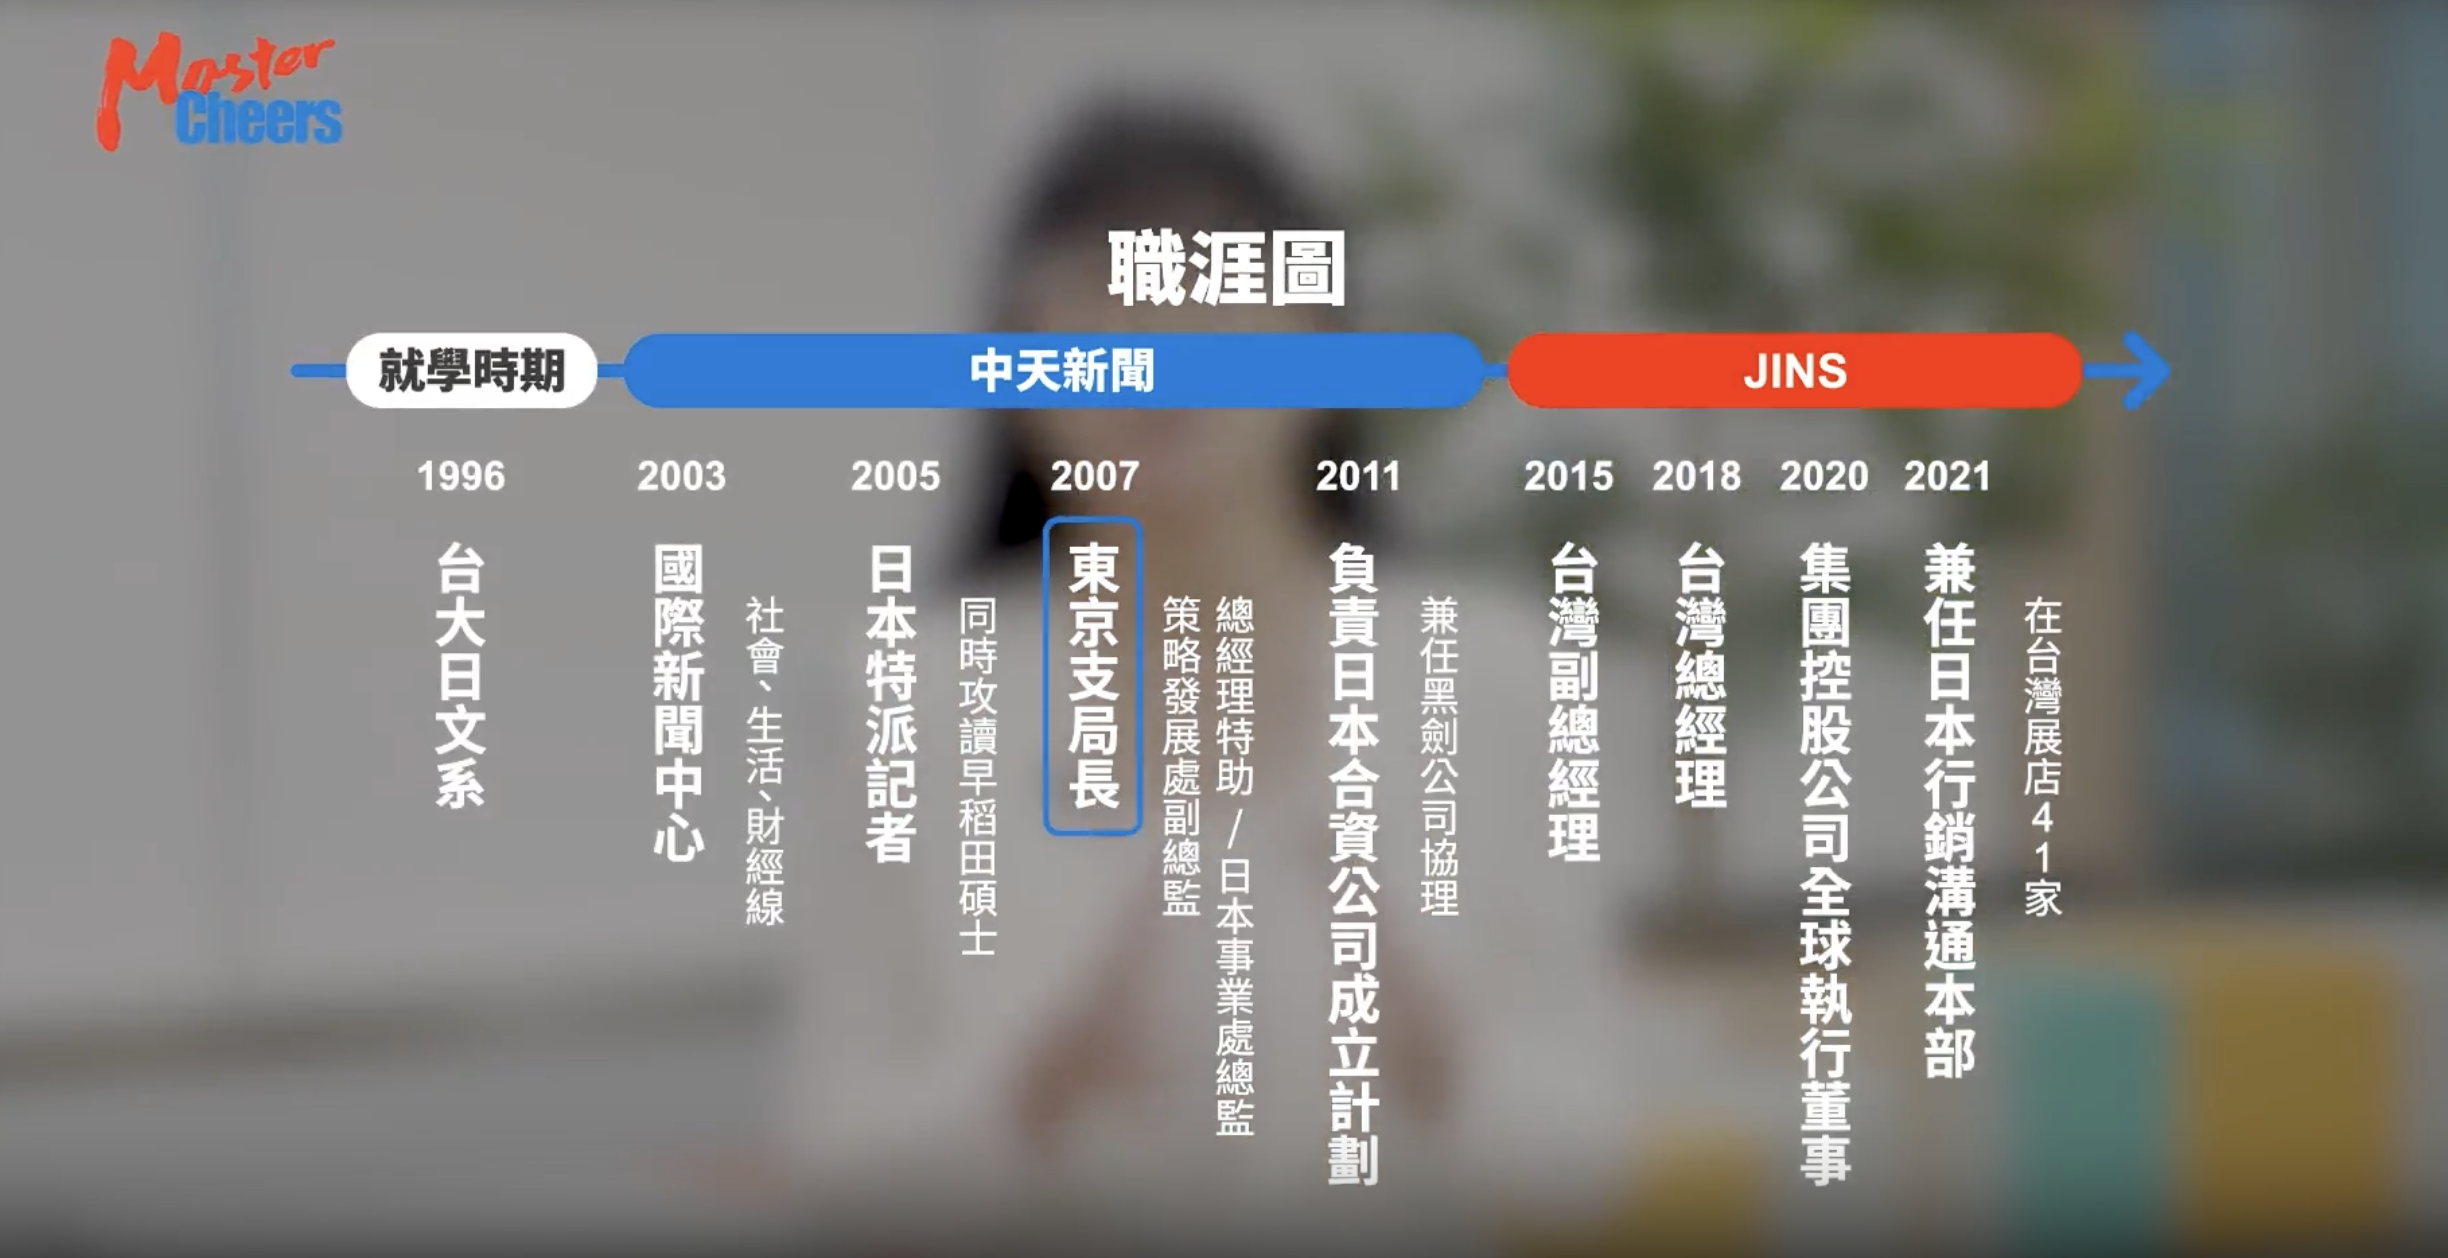 Master
Cheers
職涯圖
就學時期
中天新聞
JINS
1996
台大日文系
2003
國際新聞中心
社會、生活、財經線
2005
日本特派記者
同時攻讀早稻田碩士
2007
東京支局長
策略發展處副總監
總經理特助/日本事業處總監
2011
負責日本合資公司成立計劃
兼任黑劍公司協理
2015
台灣副總經理
2018
台灣總經理
2020
集團控股公司全球執行董事
2021
兼任日本行銷溝通本部
在台灣展店41家